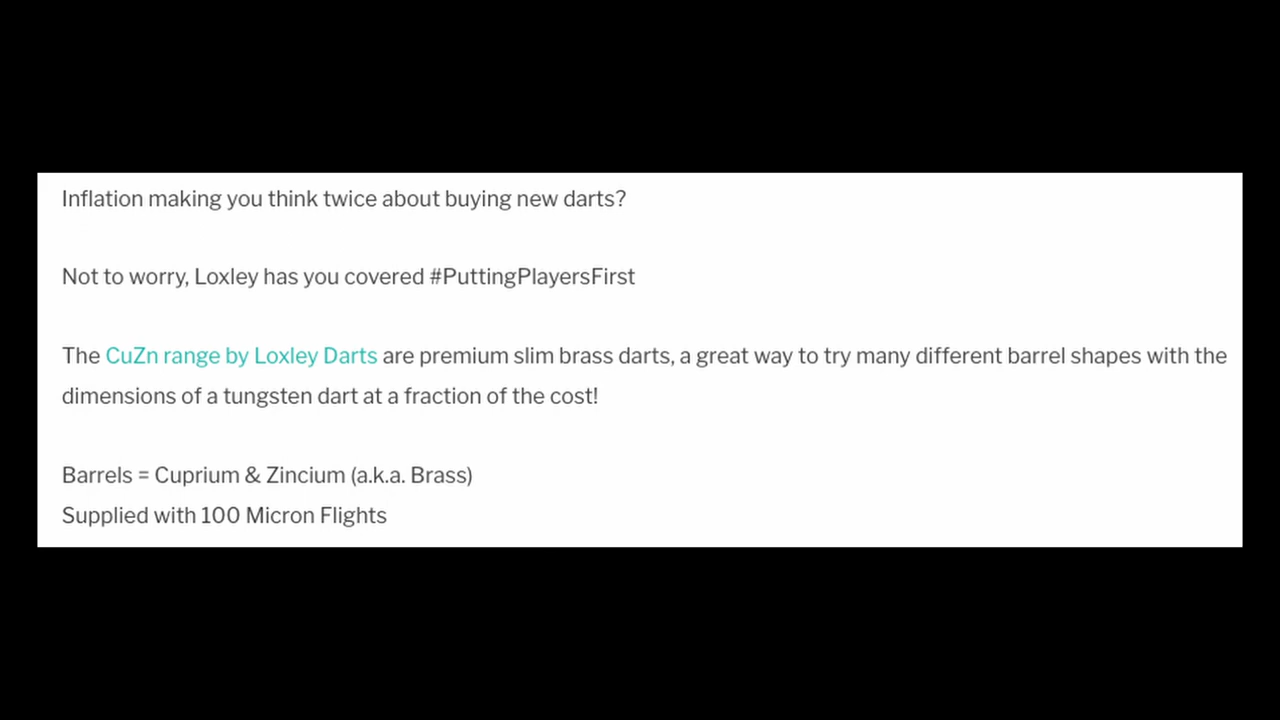 Inflation making you think twice about buying new darts?
Not to worry, Loxley has you covered #PuttingPlayersFirst
The CuZn range by Loxley Darts are premium slim brass darts, a great way to try many different barrel shapes with the
dimensions of a tungsten dart at a fraction of the cost!
Barrels = Cuprium & Zincium (a.k.a. Brass)
Supplied with 100 Micron Flights